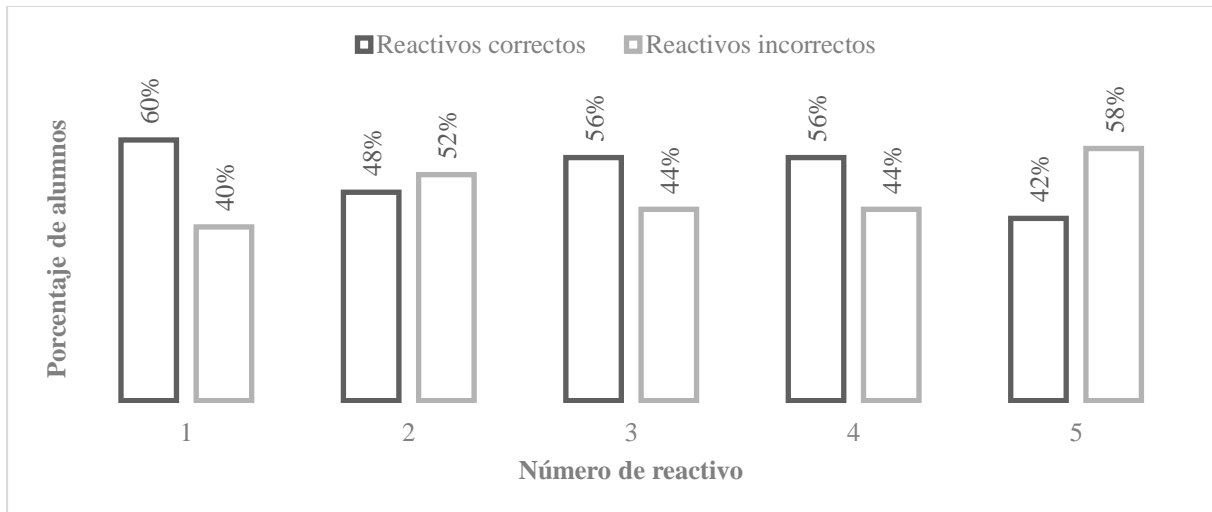 Reactivos correctos Reactivos incorrectos
Porcentaje de alumnos
60%
40%
48%
52%
56%
44%
56%
44%
42%
58%
1 2 3 4 5
Número de reactivo